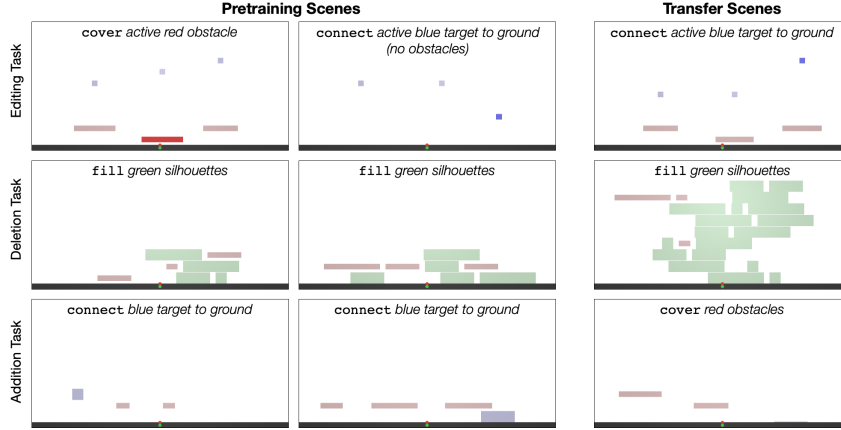 Pretraining Scenes
Transfer Scenes
Editing Task
cover active red obstacle
connect active blue target to ground
(no obstacles)
connect active blue target to ground
Deletion Task
fill green silhouettes
fill green silhouettes
fill green silhouettes
Addition Task
connect blue target to ground
connect blue target to ground
cover red obstacles